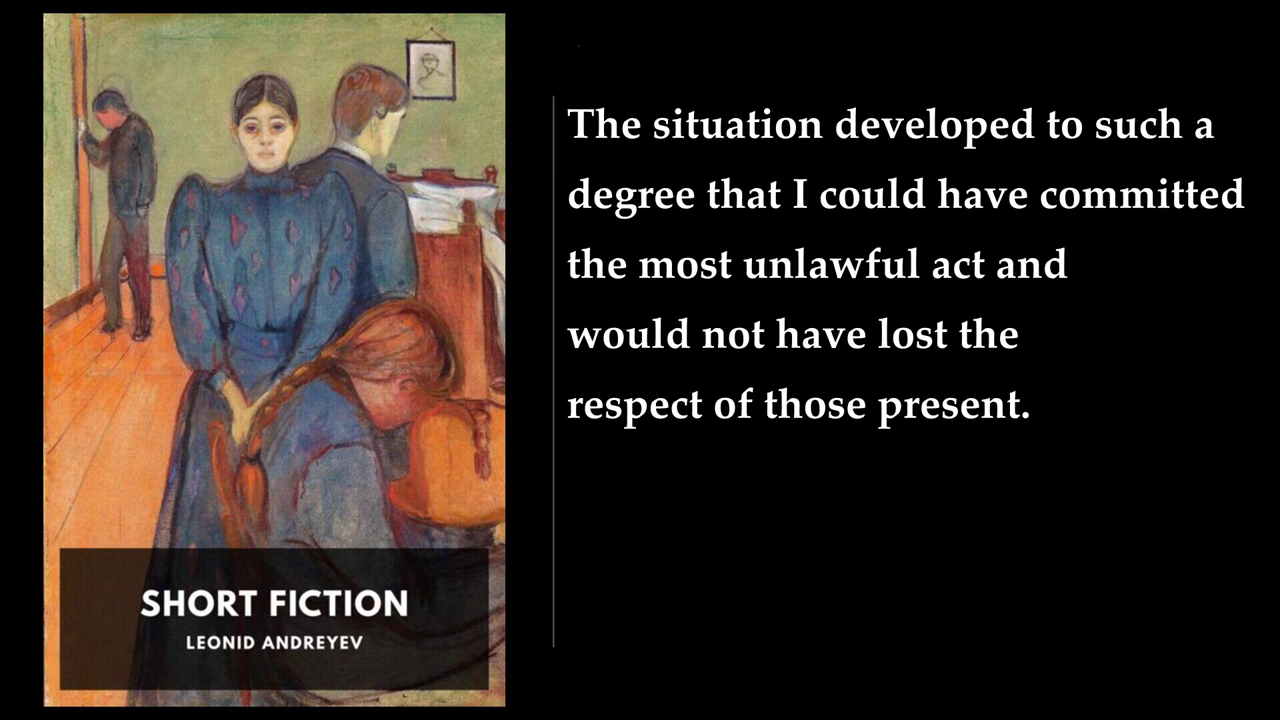 The situation developed to such a
degree that I could have committed
the most unlawful act and
would not have lost the
respect of those present.
SHORT FICTION
LEONID ANDREYEV